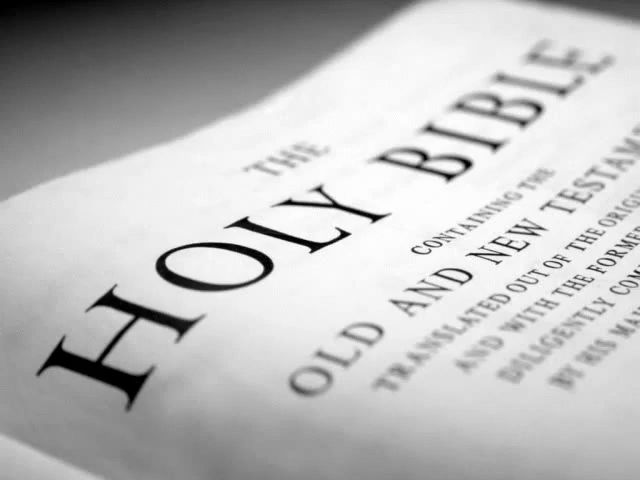 THE
HOLY BIBLE
CONTAINING THE
OLD AND NEW TESTAM
TRANSLATED OUT OF THE ORIGI
AND WITH THE FORMER
DILIGENTLY COM
BY HIS MA